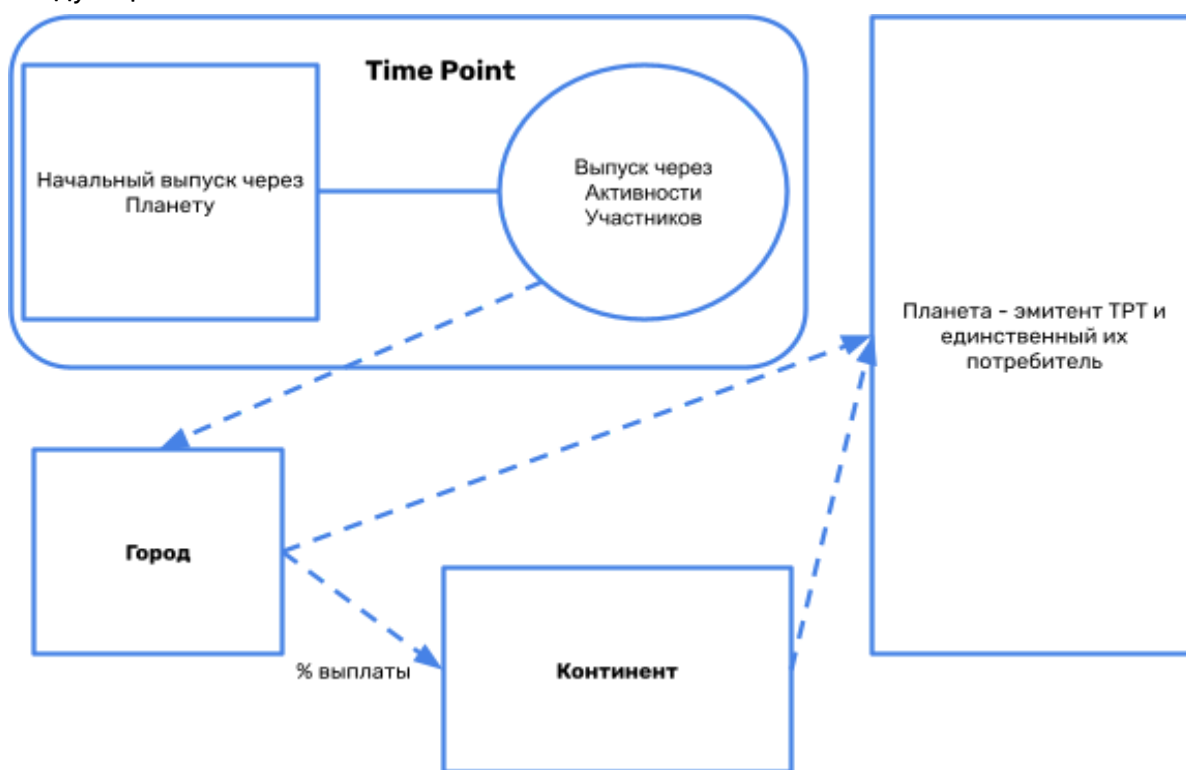 Time Point
Начальный выпуск через
Планету
Выпуск через
Активности
Участников
Планета - эмитент ТРТ и
единственный их
потребитель
Город
% выплаты
Континент